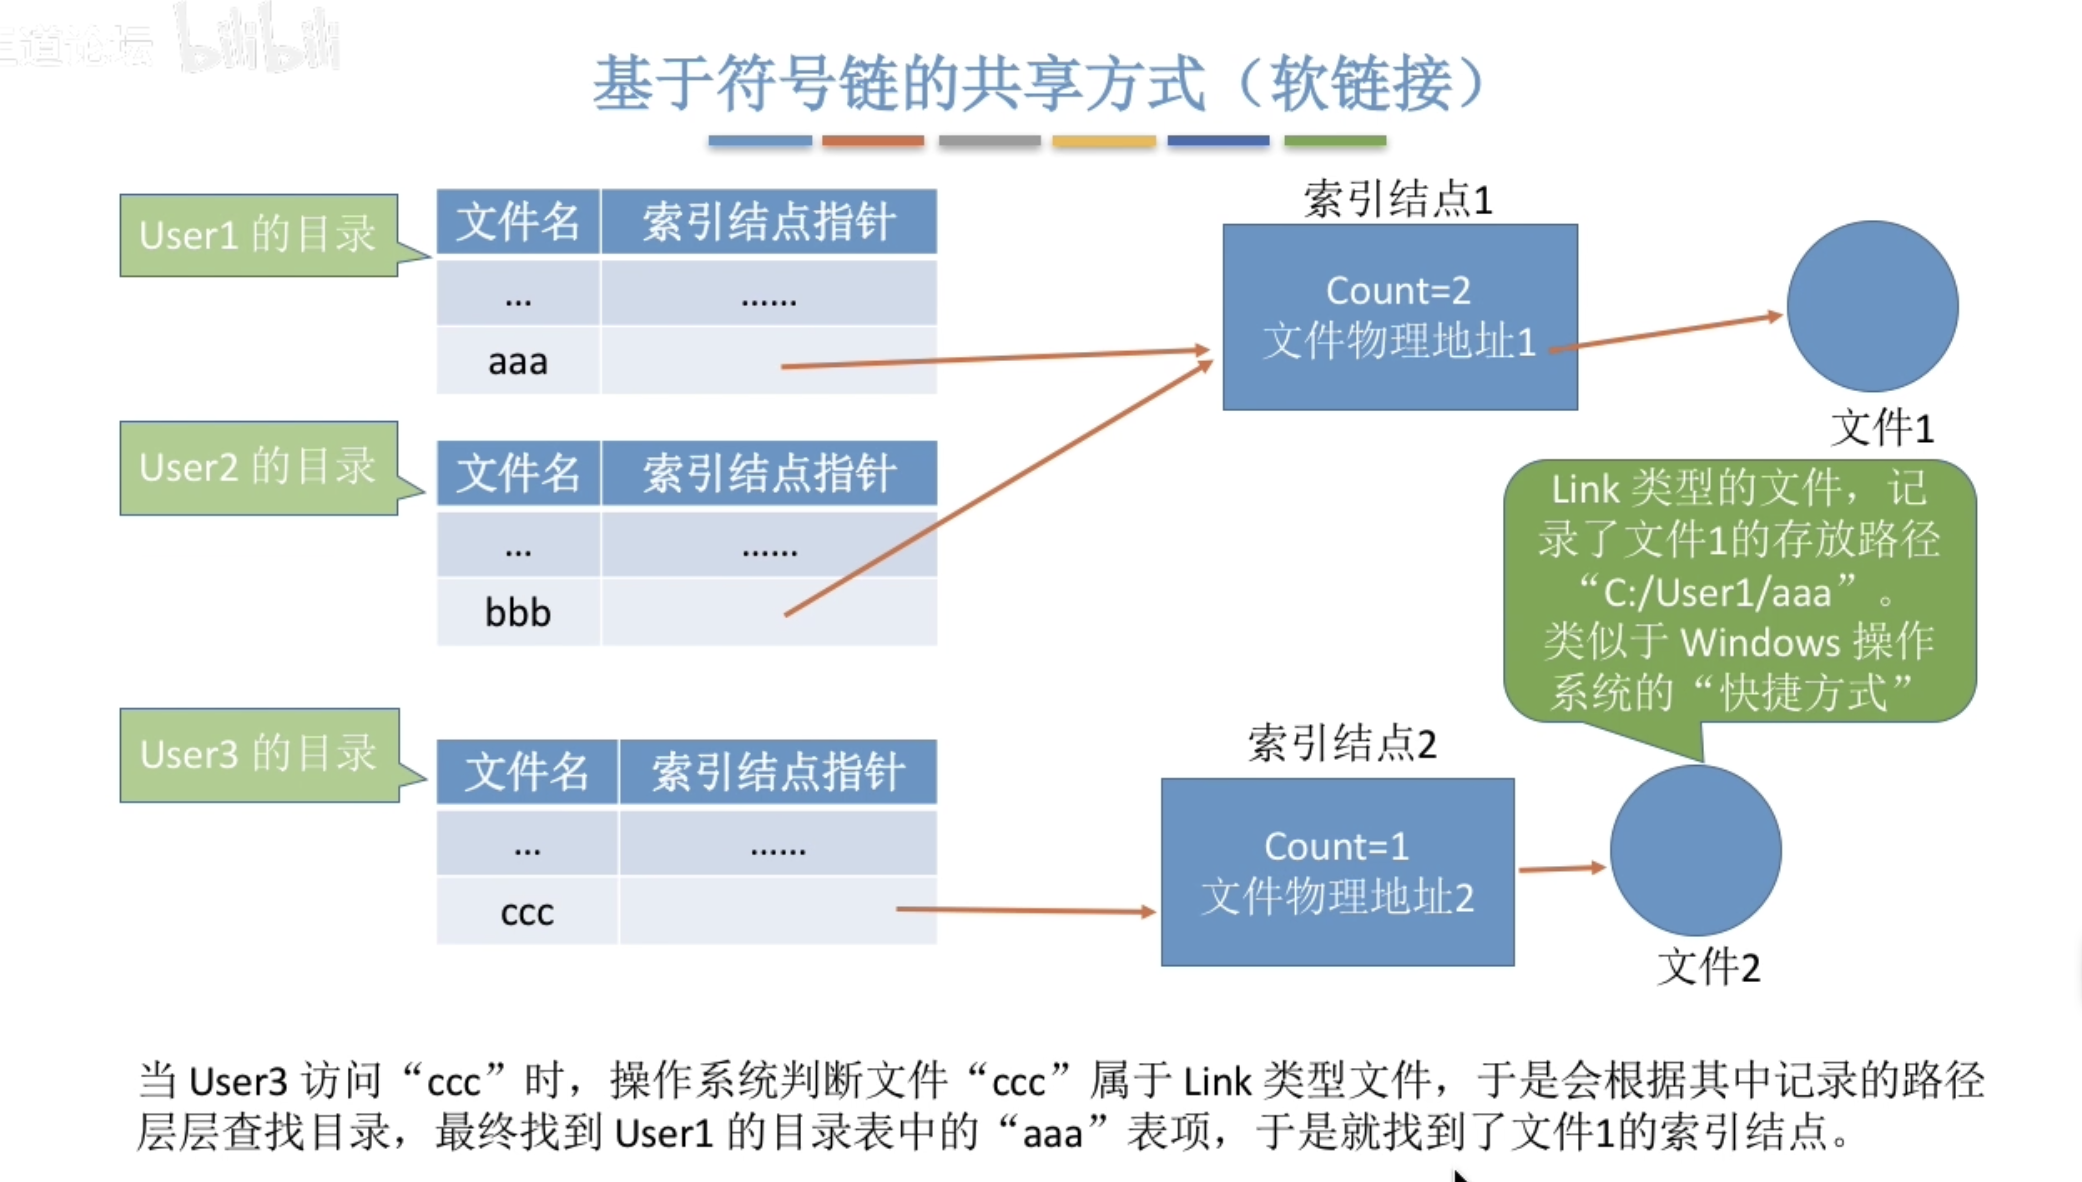 王道论坛 bilibili
基于符号链的共享方式（软链接）
User1 的目录
文件名 索引结点指针
... ......
aaa
索引结点1
Count=2
文件物理地址1
文件1
User2 的目录
文件名 索引结点指针
... ......
bbb
Link 类型的文件，记
录了文件1的存放路径
“C:/User1/aaa”。
类似于 Windows 操作
系统的“快捷方式”
User3 的目录
文件名 索引结点指针
... ......
ccc
索引结点2
Count=1
文件物理地址2
文件2
当 User3 访问“ccc”时，操作系统判断文件“ccc”属于 Link 类型文件，于是会根据其中记录的路径
层层查找目录，最终找到 User1 的目录表中的“aaa”表项，于是就找到了文件1的索引结点。